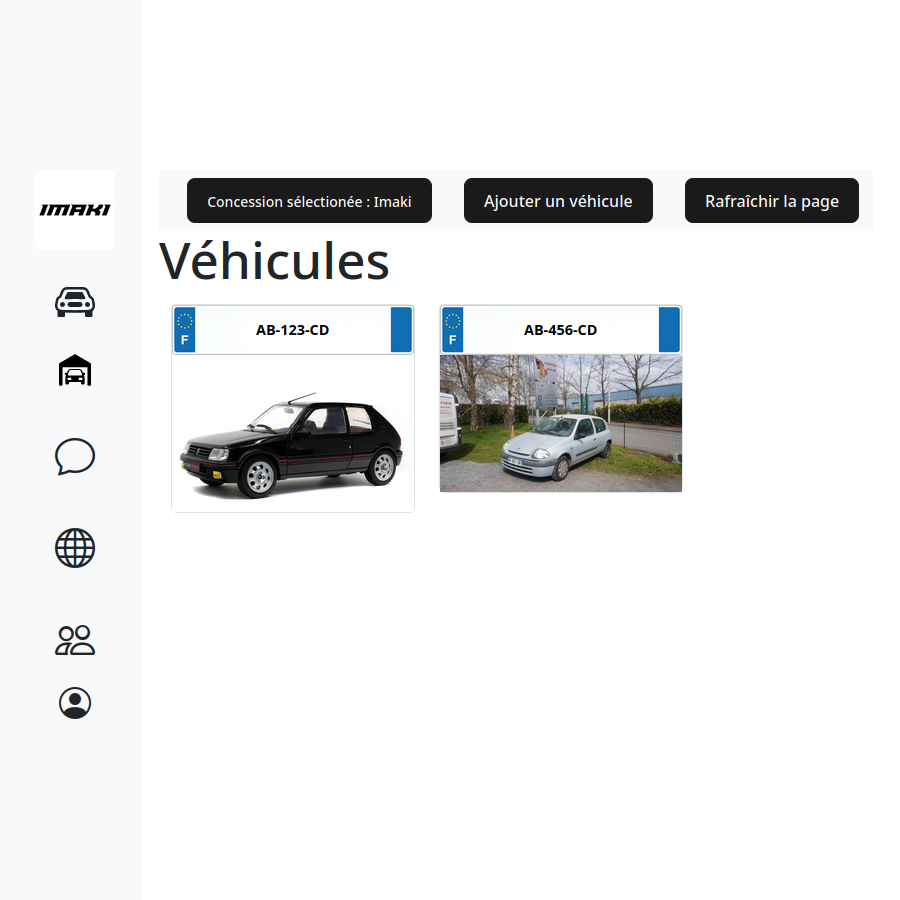 IMAKI
Concession sélectionée : Imaki
Ajouter un véhicule
Rafraîchir la page
Véhicules
F
AB-123-CD
F
AB-456-CD